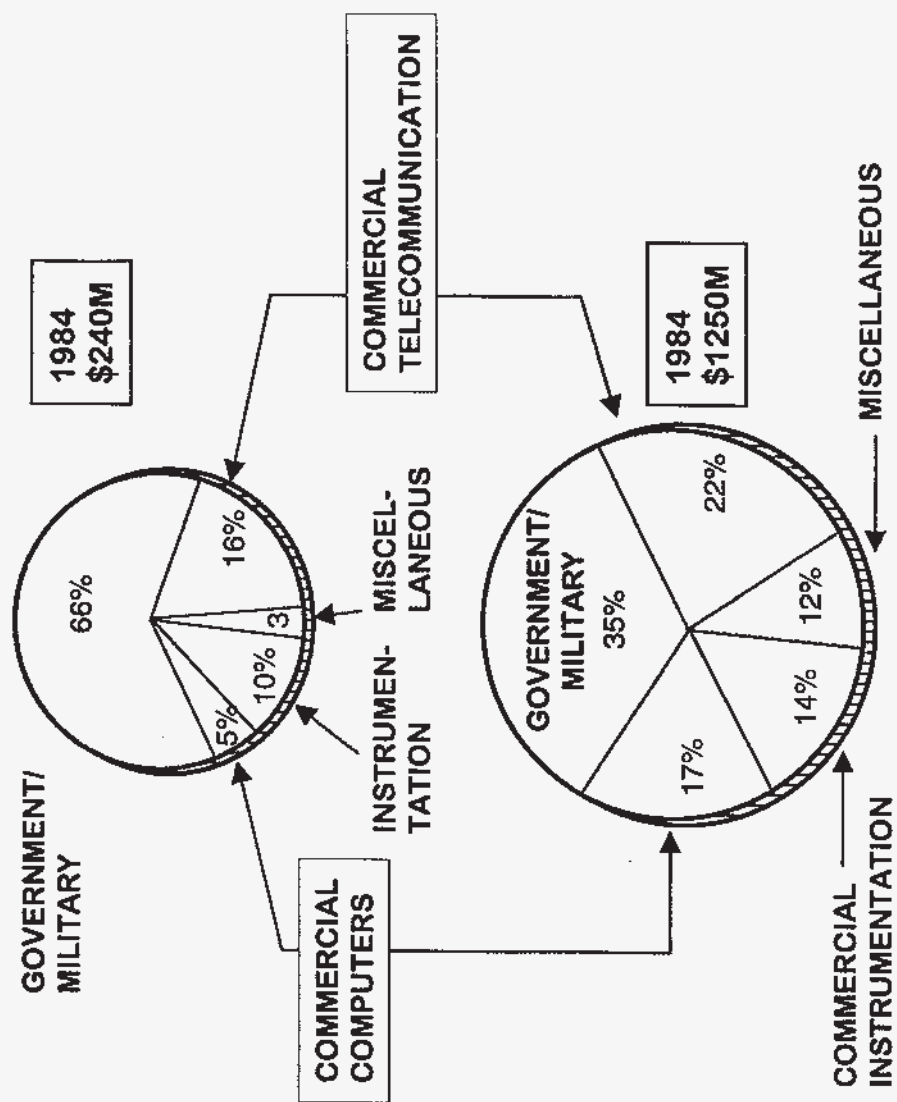 GOVERNMENT/
MILITARY
1984
$240M
66%
5%
10%
3
16%
INSTRUMEN-
TATION
MISCEL-
LANEOUS
COMMERCIAL
COMPUTERS
COMMERCIAL
TELECOMMUNICATION
GOVERNMENT/
MILITARY
35%
1984
$1250M
17%
22%
14%
12%
COMMERCIAL
INSTRUMENTATION
MISCELLANEOUS